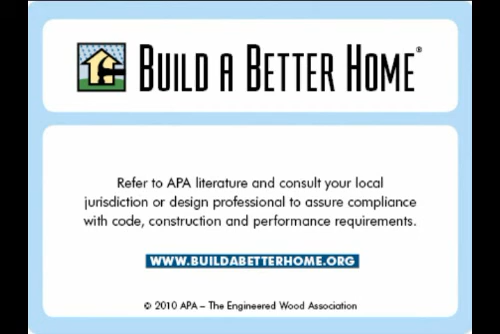 BUILD A BETTER HOME®
Refer to APA literature and consult your local
jurisdiction or design professional to assure compliance
with code, construction and performance requirements.
WWW.BUILDABETTERHOME.ORG
© 2010 APA – The Engineered Wood Association